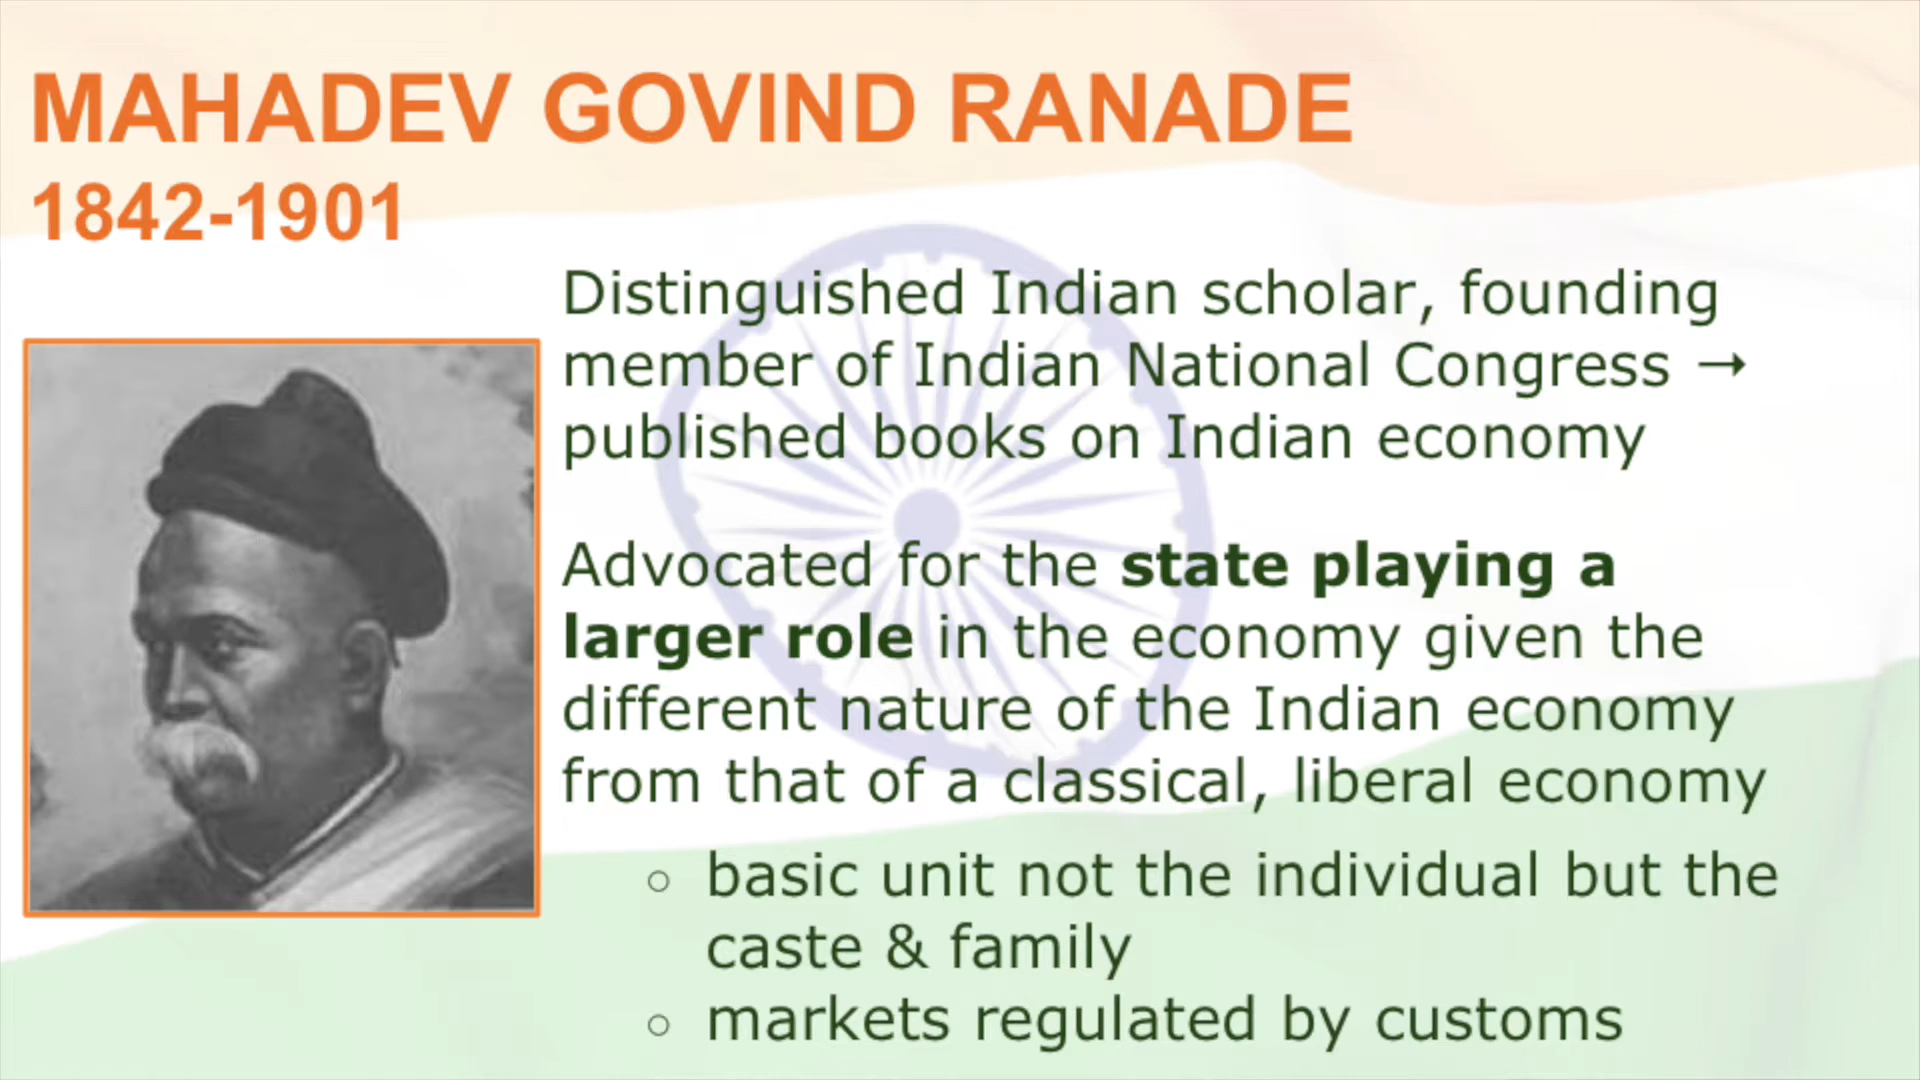 MAHADEV GOVIND RANADE
1842-1901
Distinguished Indian scholar, founding
member of Indian National Congress →
published books on Indian economy
Advocated for the state playing a
larger role in the economy given the
different nature of the Indian economy
from that of a classical, liberal economy
○ basic unit not the individual but the
caste & family
○ markets regulated by customs